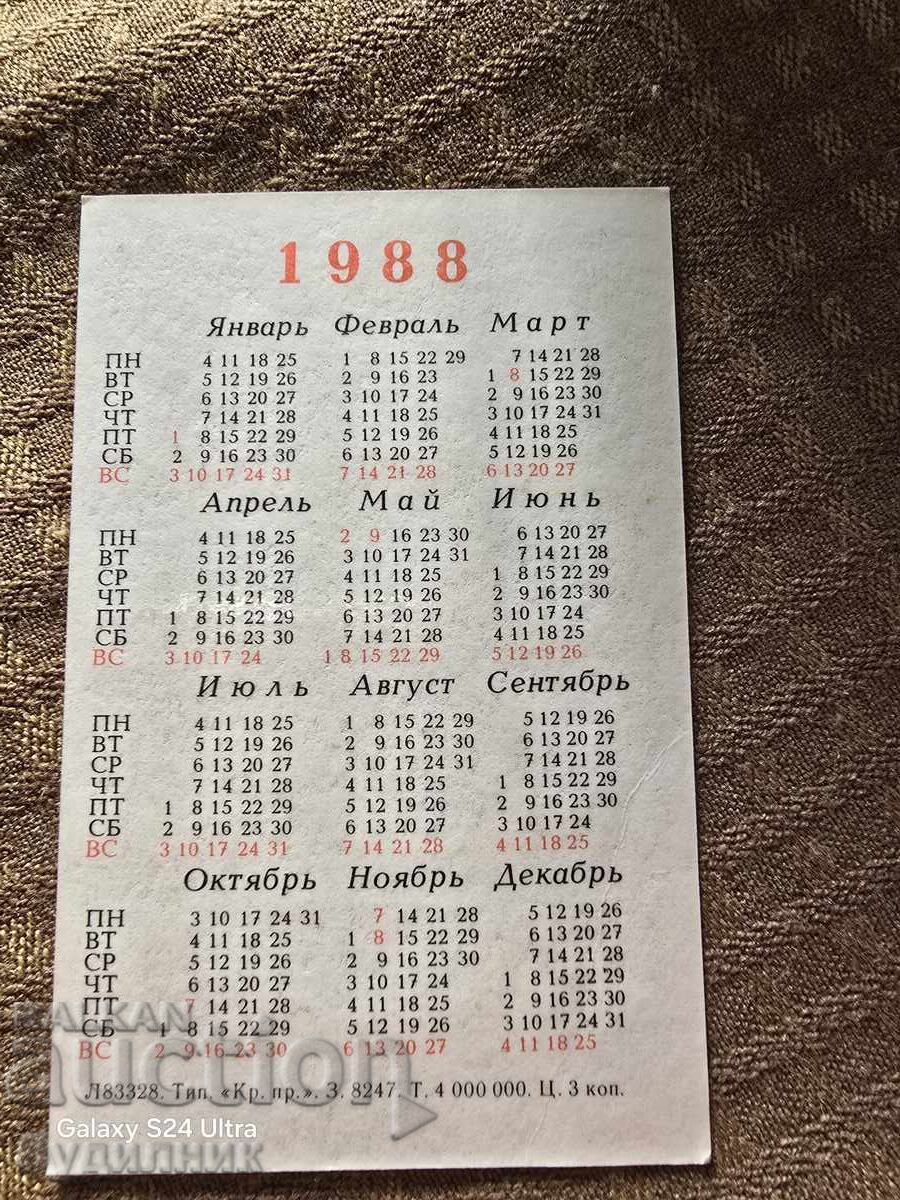 1988
Январь Февраль Март
ПН 4 11 18 25 1 8 15 22 29 7 14 21 28
ВТ 5 12 19 26 2 9 16 23 1 8 15 22 29
СР 6 13 20 27 3 10 17 24 2 9 16 23 30
ЧТ 7 14 21 28 4 11 18 25 3 10 17 24 31
ПТ 1 8 15 22 29 5 12 19 26 4 11 18 25
СБ 2 9 16 23 30 6 13 20 27 5 12 19 26
ВС 3 10 17 24 31 7 14 21 28 6 13 20 27
Апрель Май Июнь
ПН 4 11 18 25 2 9 16 23 30 6 13 20 27
ВТ 5 12 19 26 3 10 17 24 31 7 14 21 28
СР 6 13 20 27 4 11 18 25 1 8 15 22 29
ЧТ 7 14 21 28 5 12 19 26 2 9 16 23 30
ПТ 1 8 15 22 29 6 13 20 27 3 10 17 24
СБ 2 9 16 23 30 7 14 21 28 4 11 18 25
ВС 3 10 17 24 1 8 15 22 29 5 12 19 26
Июль Август Сентябрь
ПН 4 11 18 25 1 8 15 22 29 5 12 19 26
ВТ 5 12 19 26 2 9 16 23 30 6 13 20 27
СР 6 13 20 27 3 10 17 24 31 7 14 21 28
ЧТ 7 14 21 28 4 11 18 25 1 8 15 22 29
ПТ 1 8 15 22 29 5 12 19 26 2 9 16 23 30
СБ 2 9 16 23 30 6 13 20 27 3 10 17 24
ВС 3 10 17 24 31 7 14 21 28 4 11 18 25
Октябрь Ноябрь Декабрь
ПН 3 10 17 24 31 7 14 21 28 5 12 19 26
ВТ 4 11 18 25 1 8 15 22 29 6 13 20 27
СР 5 12 19 26 2 9 16 23 30 7 14 21 28
ЧТ 6 13 20 27 3 10 17 24 1 8 15 22 29
ПТ 7 14 21 28 4 11 18 25 2 9 16 23 30
СБ 1 8 15 22 29 5 12 19 26 3 10 17 24 31
ВС 2 9 16 23 30 6 13 20 27 4 11 18 25
Л83328. Тип. «Кр. пр.». З. 8247. Т. 4 000 000. Ц. 3 коп.
BALKAN
auction
Galaxy S24 Ultra
Будилник